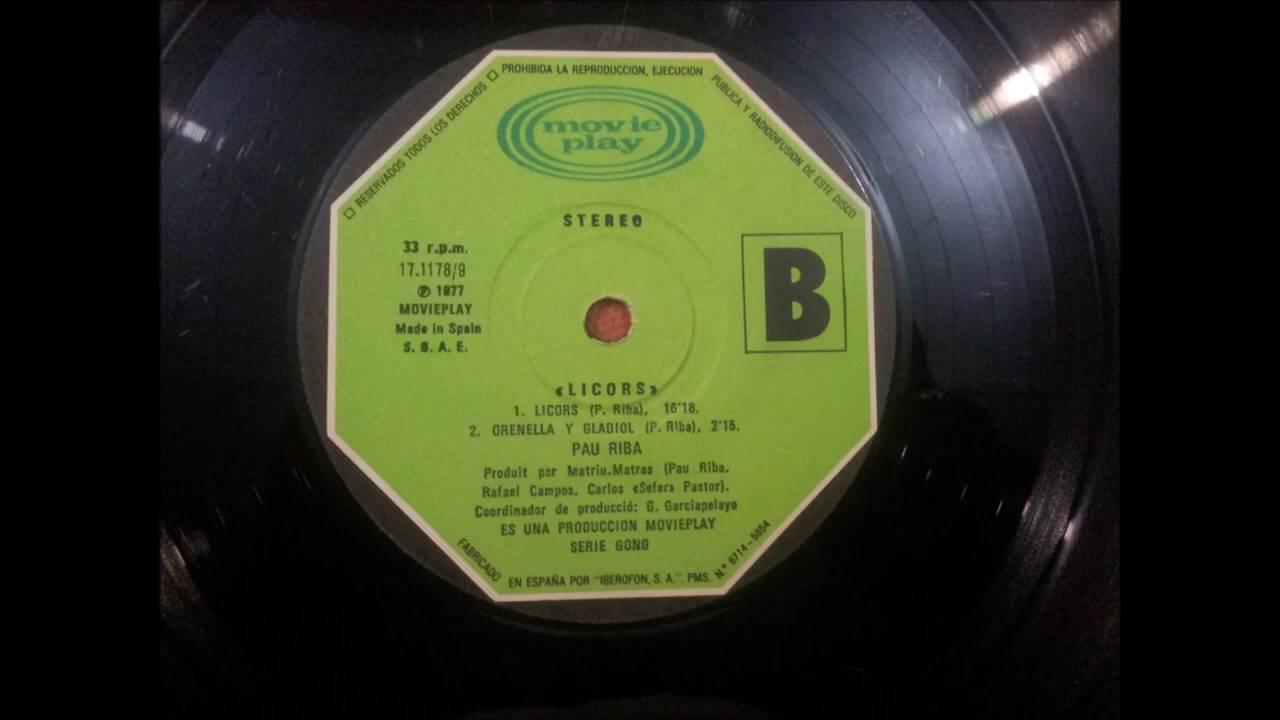 □ RESERVADOS TODOS LOS DERECHOS □ PROHIBIDA LA REPRODUCCION, EJECUCION PUBLICA Y RADIODIFUSION DE ESTE DISCO
movie
play
STEREO
33 r.p.m.
17.1178/9
℗ 1977
MOVIEPLAY
Made in Spain
S. G. A. E.
B
«LICORS»
1. LICORS (P. Riba), 16'18.
2. ORENELLA Y GLADIOL (P. Riba), 2'15.
PAU RIBA
Produit per Matriu.Matras (Pau Riba.
Rafael Campos, Carlos «Sefer» Pastor).
Coordinador de producció: G. Garciapelayo
ES UNA PRODUCCION MOVIEPLAY
SERIE GONG
FABRICADO EN ESPAÑA POR "IBEROFON, S. A.". PMS. N.º 6714 - 5954